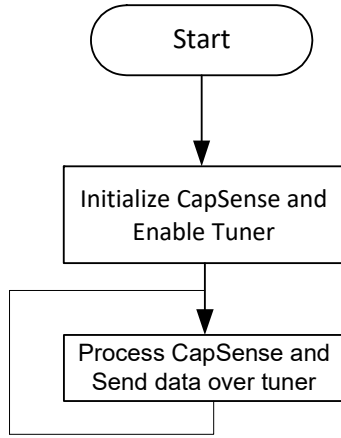 Start
Initialize CapSense and
Enable Tuner
Process CapSense and
Send data over tuner